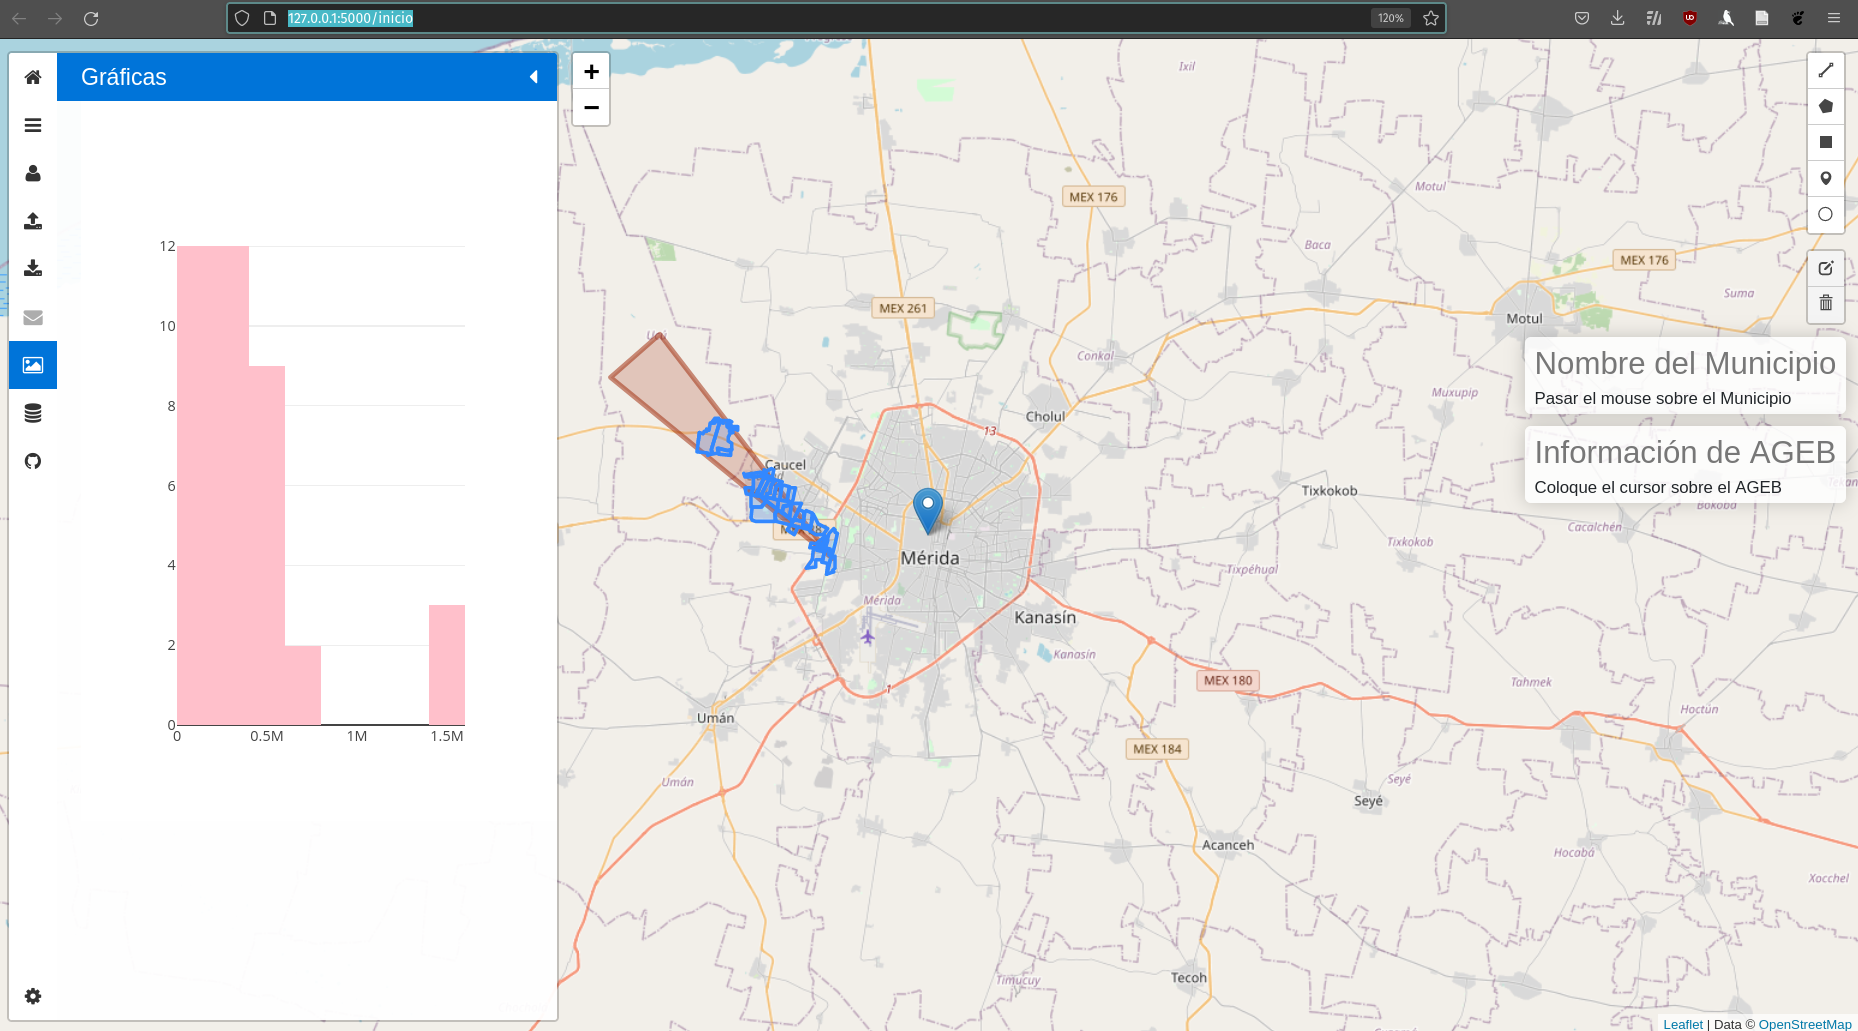 127.0.0.1:5000/inicio
120%
Gráficas
12
10
8
6
4
2
0
0
0.5M
1M
1.5M
+
−
Ixil
MEX 176
Motul
Baca
MEX 176
Suma
MEX 261
Motul
Conkal
Muxupip
Cholul
13
Caucel
Tixkokob
Bokobá
Cacalchén
Mérida
Tixkokob
Tixpéhual
Mérida
Kanasín
Kanasín
MEX 180
1
Umán
Tahmek
Hoctún
MEX 184
Umán
Seyé
Seyé
Acanceh
Hocabá
Xocchel
Tecoh
Timucuy
Nombre del Municipio
Pasar el mouse sobre el Municipio
Información de AGEB
Coloque el cursor sobre el AGEB
Leaflet | Data © OpenStreetMap